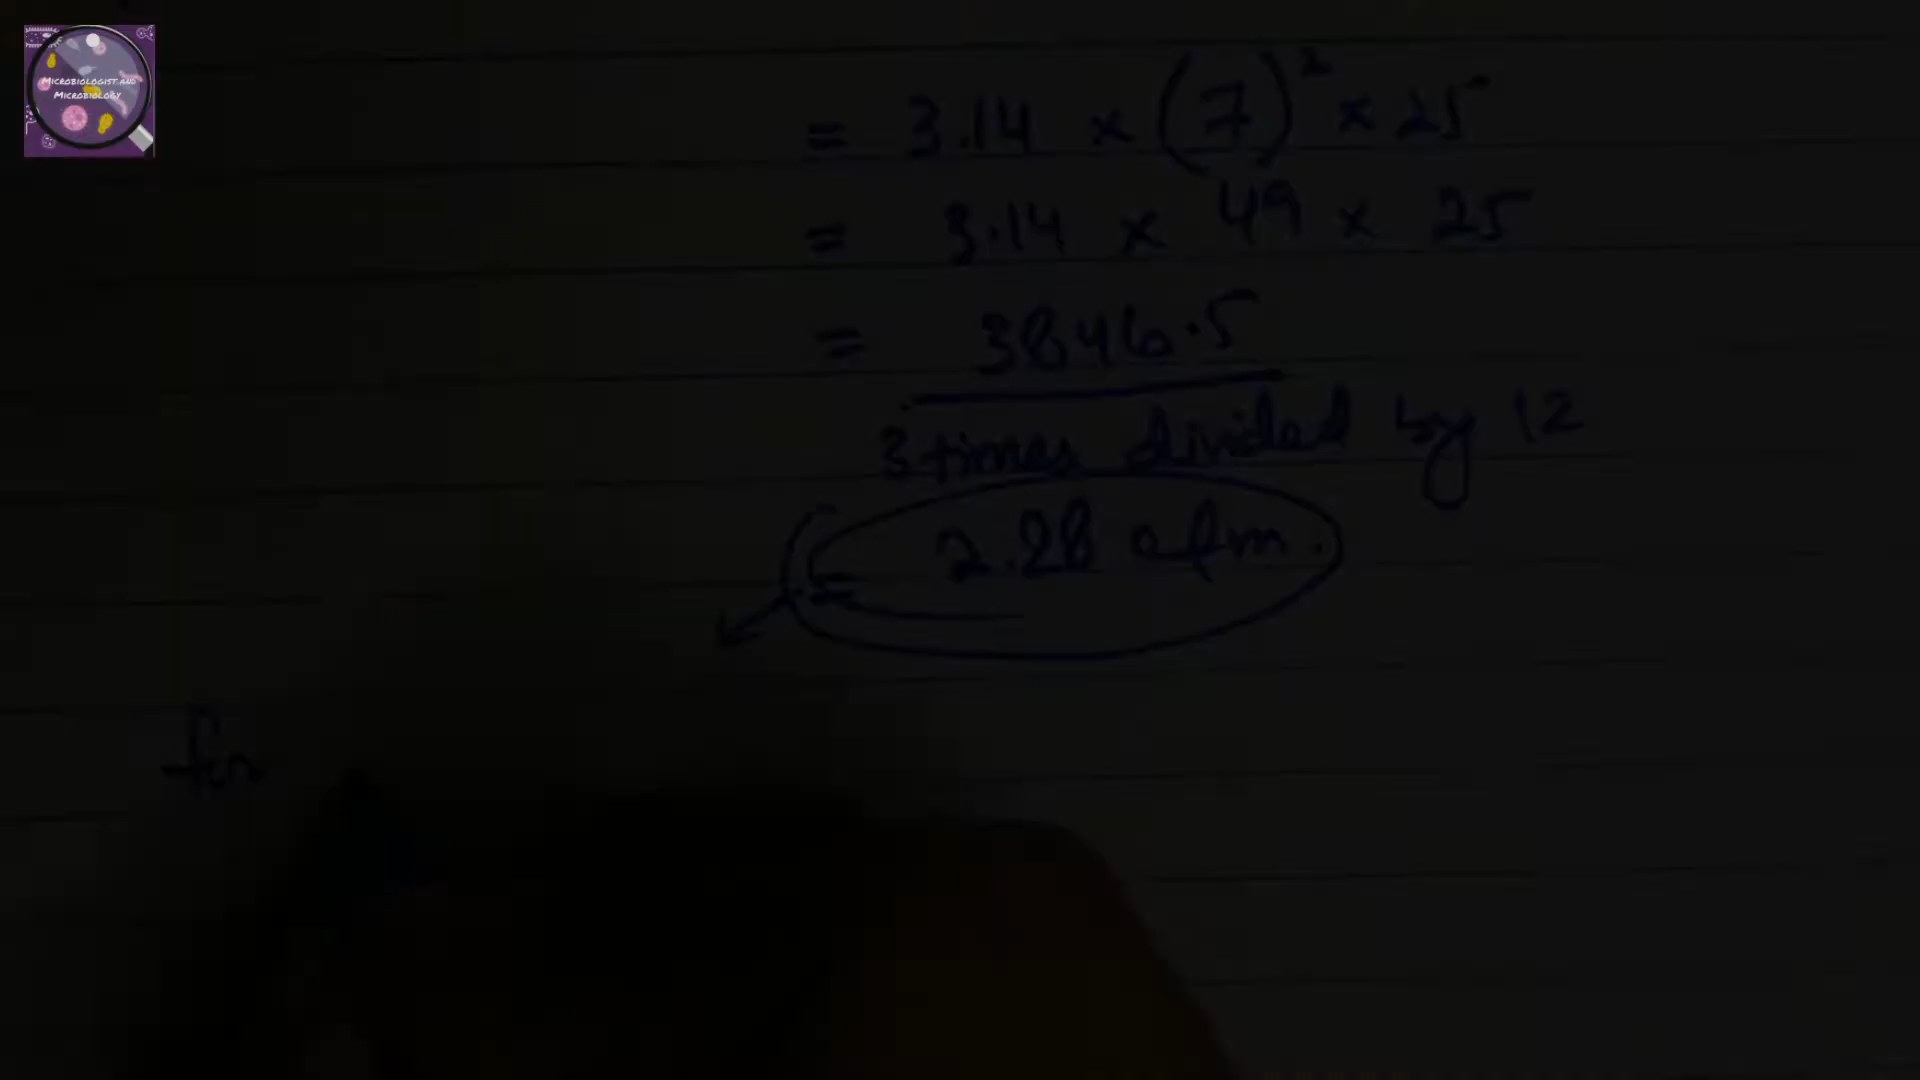 MICROBIOLOGIST AND
MICROBIOLOGY
= 3.14 × (7)² × 25
= 3.14 × 49 × 25
= 3846.5
3 times divided by 12
= 2.28 cfm.
for